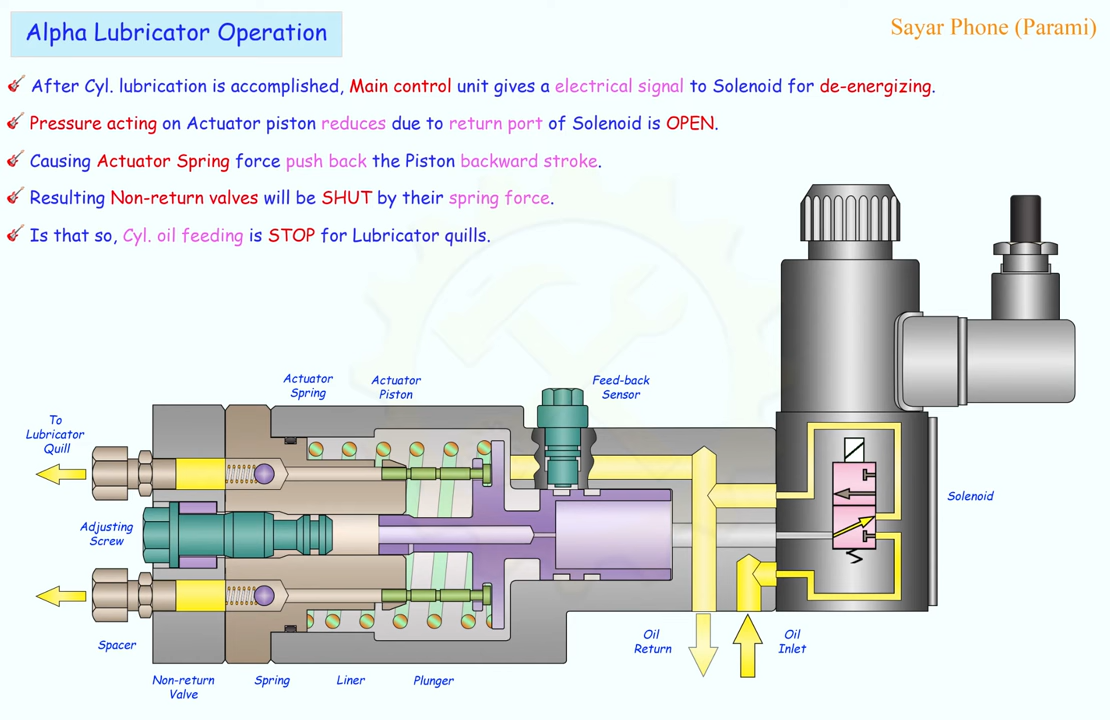 Alpha Lubricator Operation
Sayar Phone (Parami)
After Cyl. lubrication is accomplished, Main control unit gives a electrical signal to Solenoid for de-energizing.
Pressure acting on Actuator piston reduces due to return port of Solenoid is OPEN.
Causing Actuator Spring force push back the Piston backward stroke.
Resulting Non-return valves will be SHUT by their spring force.
Is that so, Cyl. oil feeding is STOP for Lubricator quills.
Actuator
Spring
Actuator
Piston
Feed-back
Sensor
To
Lubricator
Quill
Solenoid
Adjusting
Screw
Spacer
Oil
Return
Oil
Inlet
Non-return
Valve
Spring
Liner
Plunger